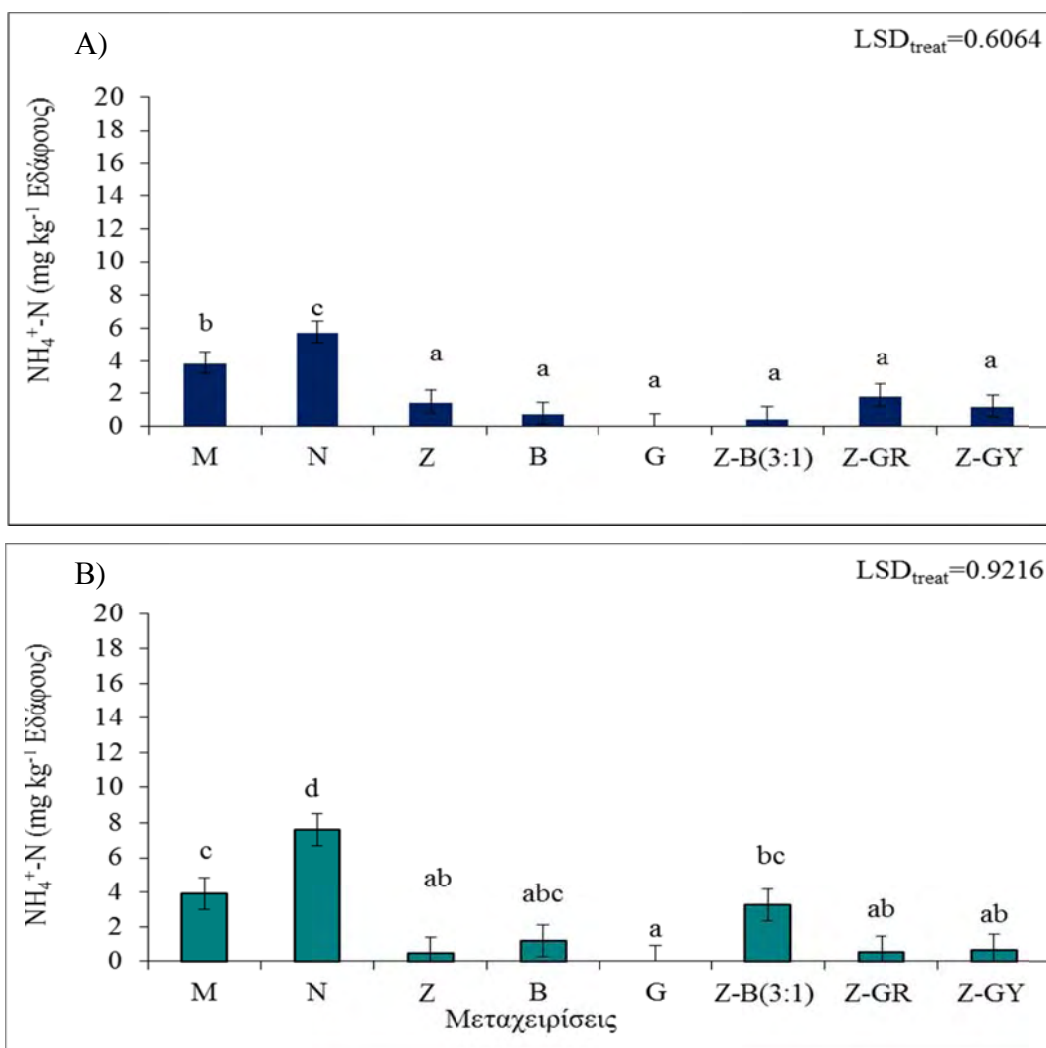 A)
LSDtreat=0.6064
NH4+-N (mg kg-1 Εδάφους)
20
18
16
14
12
10
8
6
4
2
0
b
c
a
a
a
a
a
a
M N Z B G Z-B(3:1) Z-GR Z-GY
B)
LSDtreat=0.9216
NH4+-N (mg kg-1 Εδάφους)
20
18
16
14
12
10
8
6
4
2
0
c
d
ab
abc
a
bc
ab
ab
M N Z B G Z-B(3:1) Z-GR Z-GY
Μεταχειρίσεις